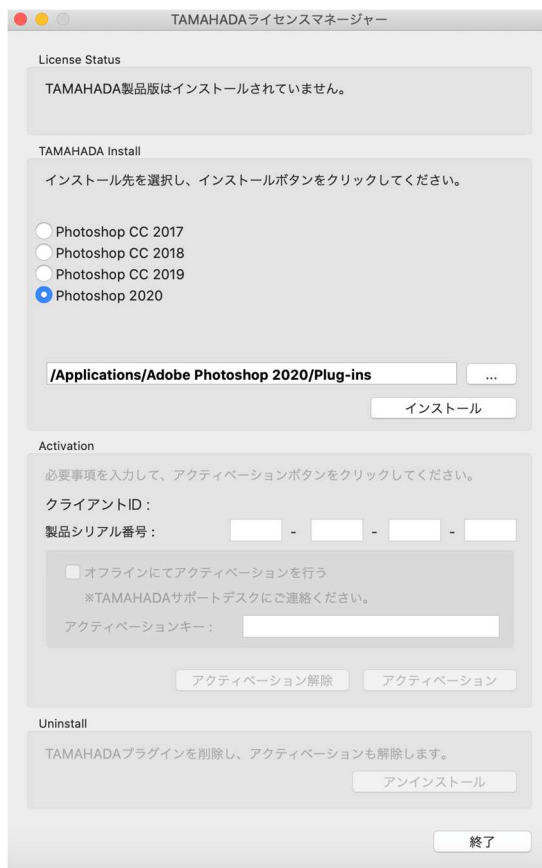 TAMAHADAライセンスマネージャー
License Status
TAMAHADA製品版はインストールされていません。
TAMAHADA Install
インストール先を選択し、インストールボタンをクリックしてください。
Photoshop CC 2017
Photoshop CC 2018
Photoshop CC 2019
Photoshop 2020
/Applications/Adobe Photoshop 2020/Plug-ins
...
インストール
Activation
必要事項を入力して、アクティベーションボタンをクリックしてください。
クライアントID：
製品シリアル番号： - - -
オフラインにてアクティベーションを行う
※TAMAHADAサポートデスクにご連絡ください。
アクティベーションキー：
アクティベーション解除 アクティベーション
Uninstall
TAMAHADAプラグインを削除し、アクティベーションも解除します。
アンインストール
終了